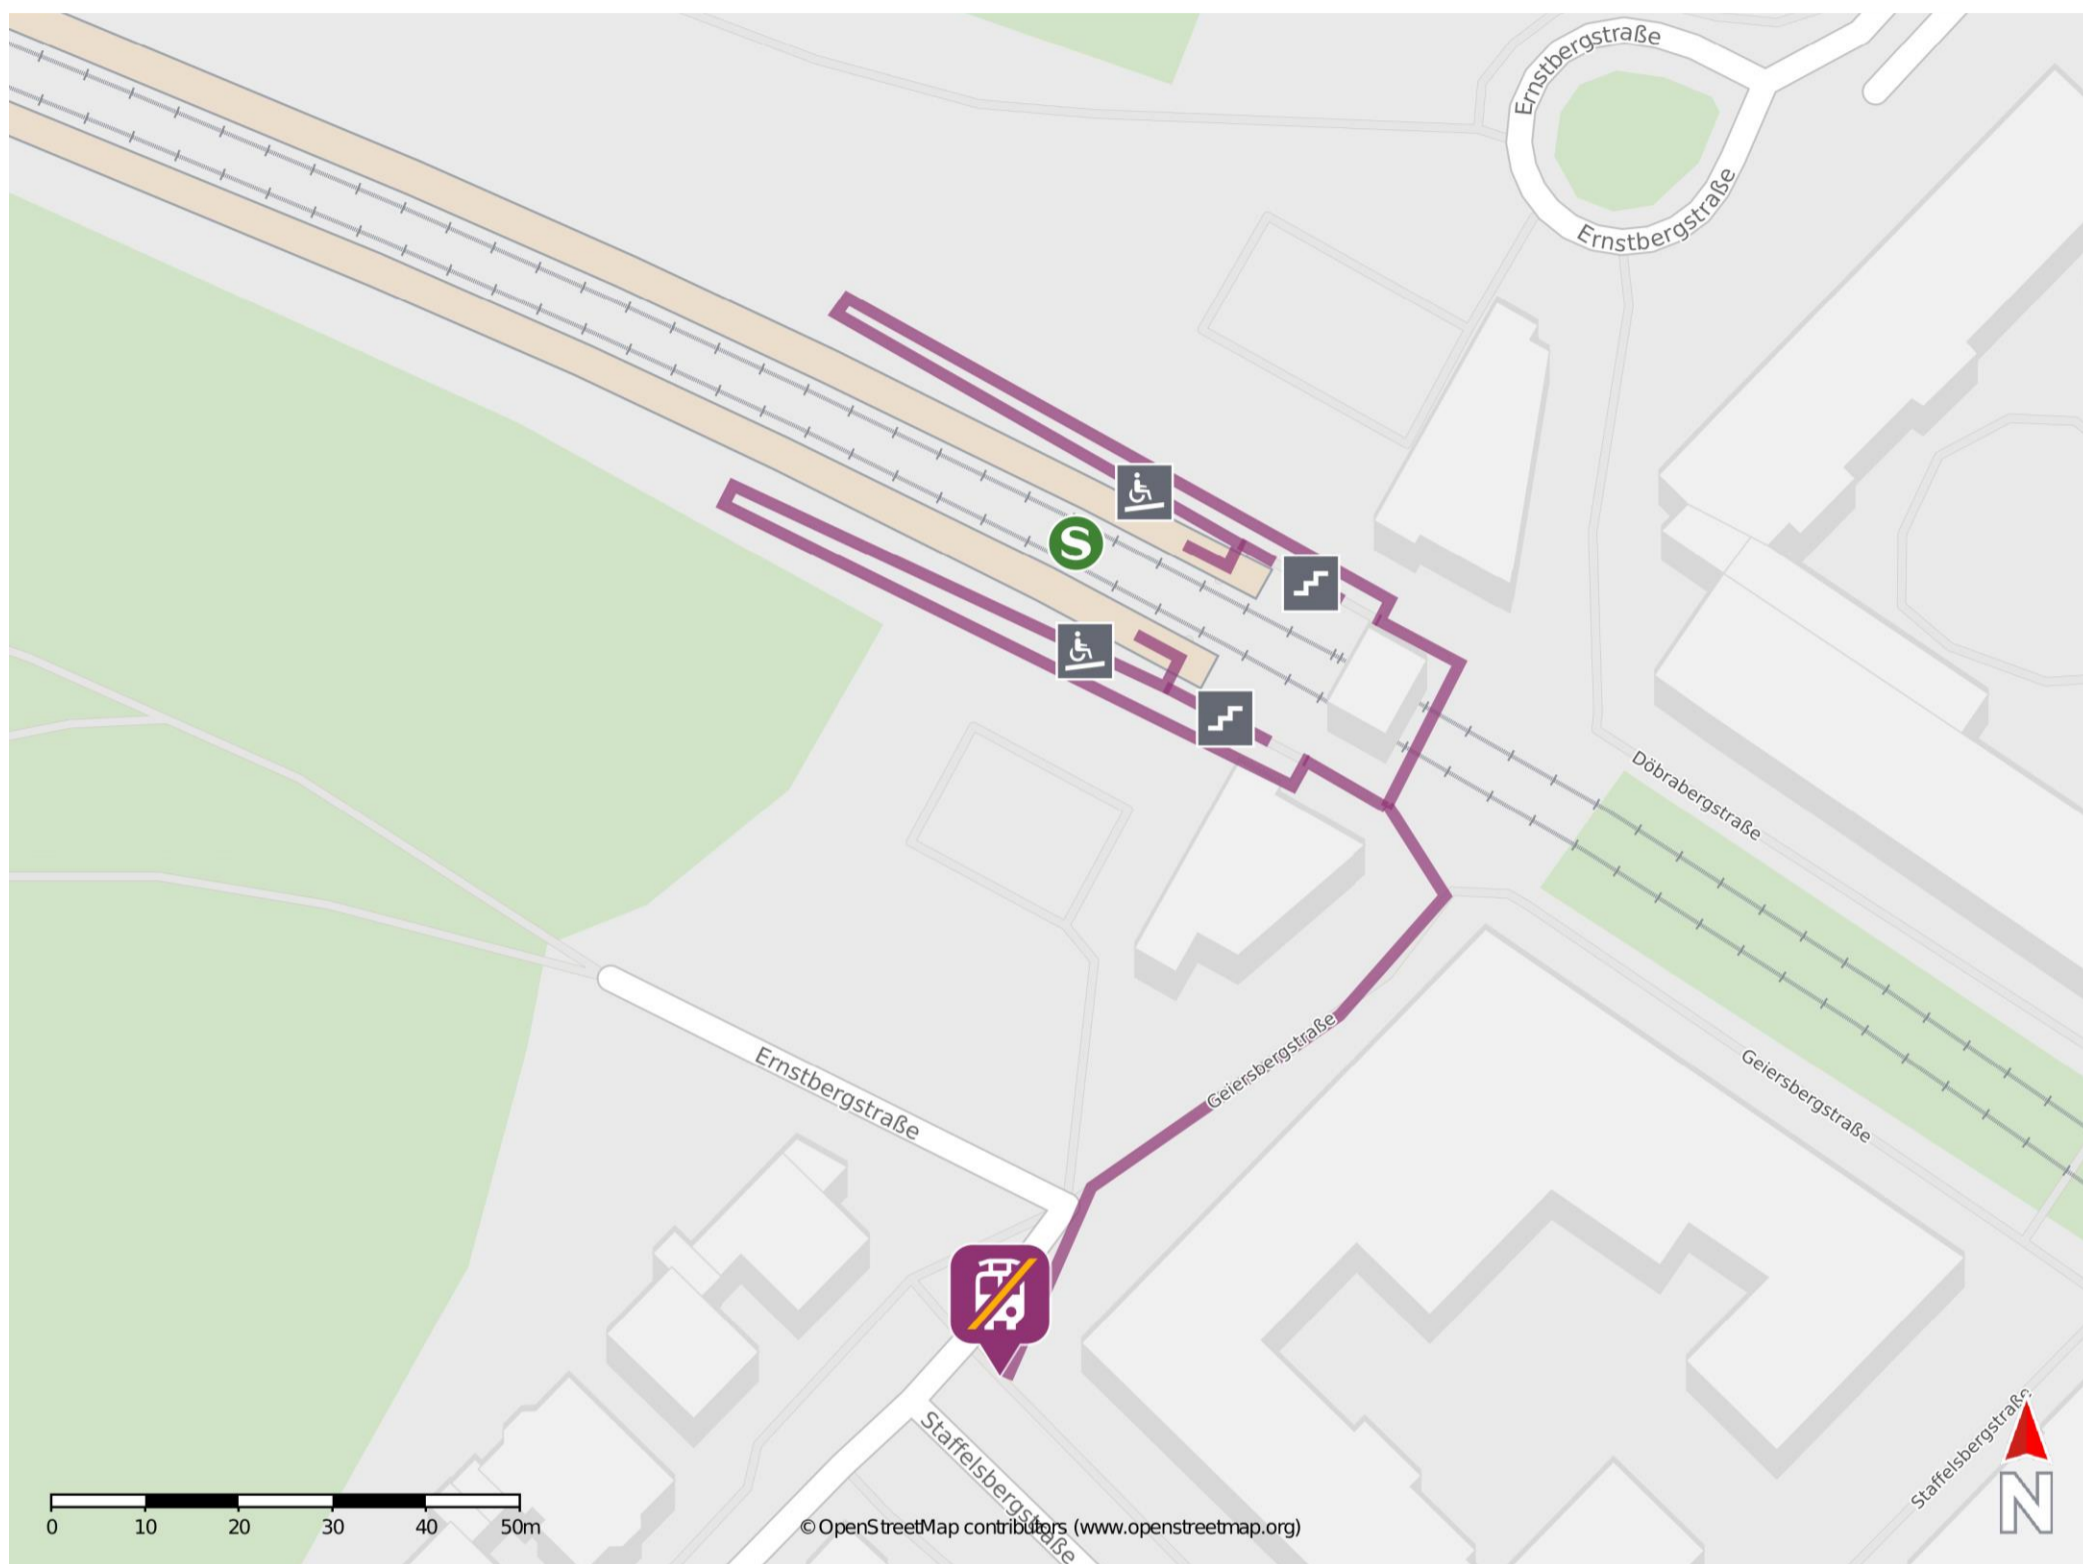 Ernstbergstraße
Ernstbergstraße
Ernstbergstraße
S
Döbrabergstraße
Geiersbergstraße
Geiersbergstraße
Ernstbergstraße
Staffelsbergstraße
Staffelsbergstraße
N
0 10 20 30 40 50m
© OpenStreetMap contributors (www.openstreetmap.org)